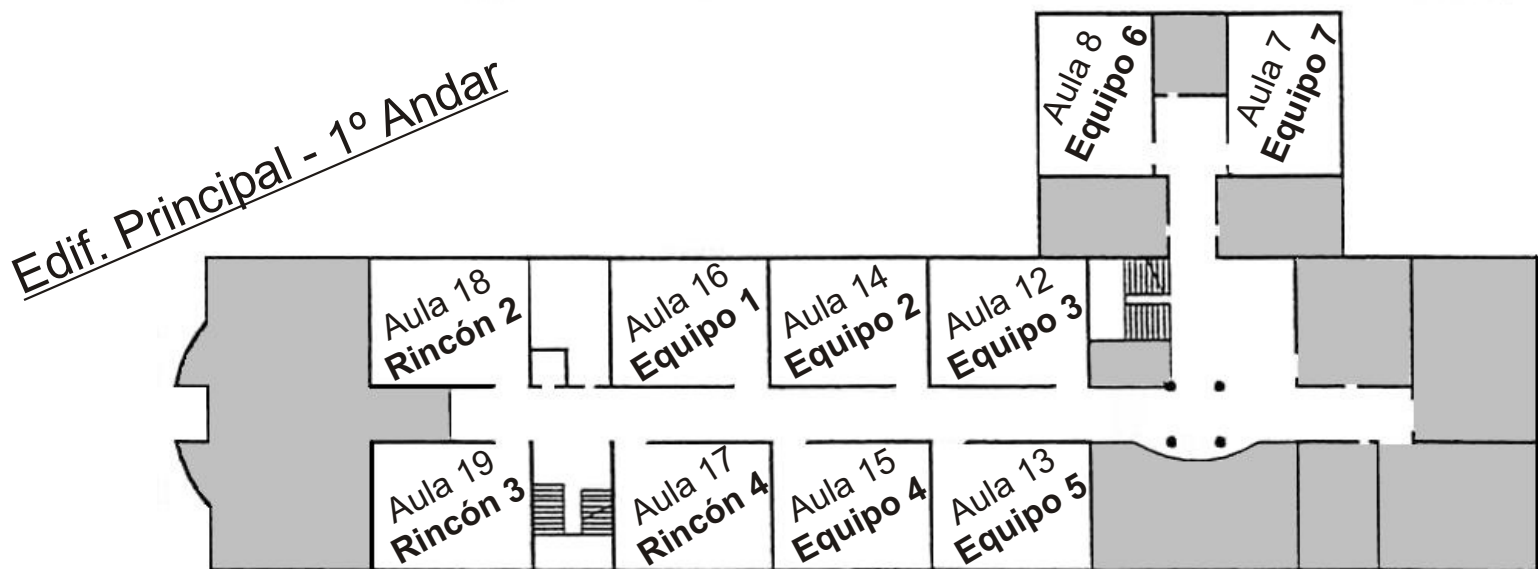 Edif. Principal - 1º Andar
Aula 8
Equipo 6
Aula 7
Equipo 7
Aula 18
Rincón 2
Aula 16
Equipo 1
Aula 14
Equipo 2
Aula 12
Equipo 3
Aula 19
Rincón 3
Aula 17
Rincón 4
Aula 15
Equipo 4
Aula 13
Equipo 5